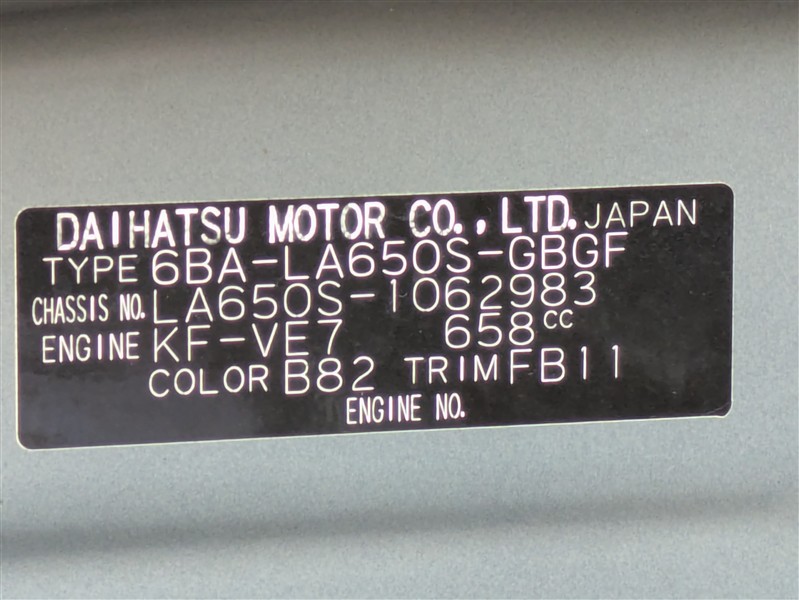 DAIHATSU MOTOR CO., LTD. JAPAN
TYPE 6BA-LA650S-GBGF
CHASSIS NO. LA650S-1062983
ENGINE KF-VE7 658CC
COLOR B82 TRIM FB11
ENGINE NO.